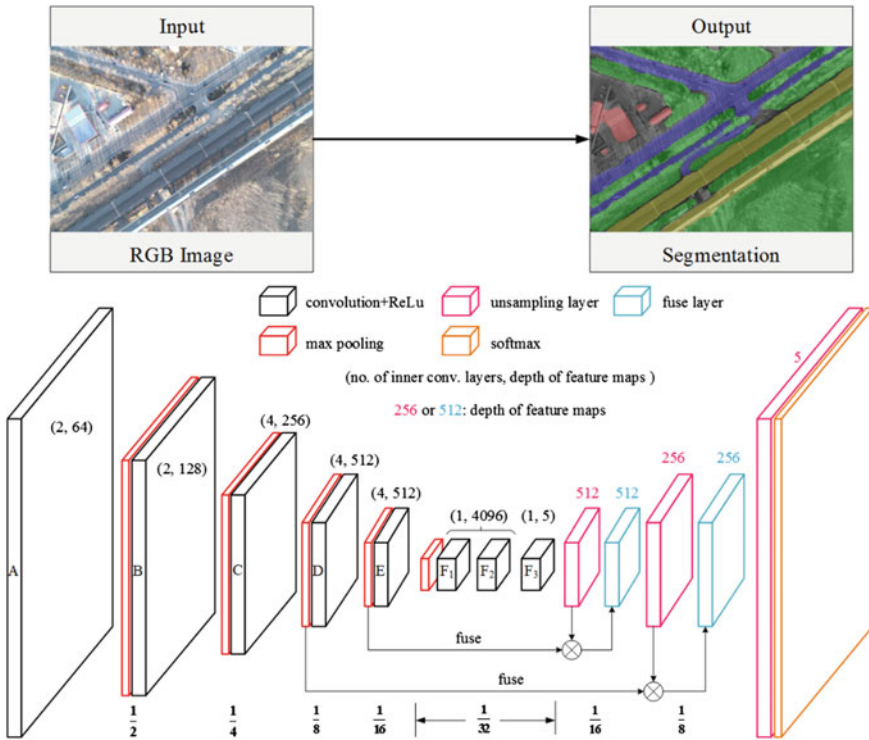 Input
Output
RGB Image
Segmentation
convolution+ReLu
unsampling layer
fuse layer
max pooling
softmax
(no. of inner conv. layers, depth of feature maps )
256 or 512: depth of feature maps
5
(2, 64)
(2, 128)
(4, 256)
(4, 512)
(4, 512)
(1, 4096)
(1, 5)
512
512
256
256
A
B
C
D
E
F₁
F₂
F₃
fuse
fuse
1/2
1/4
1/8
1/16
1/32
1/16
1/8